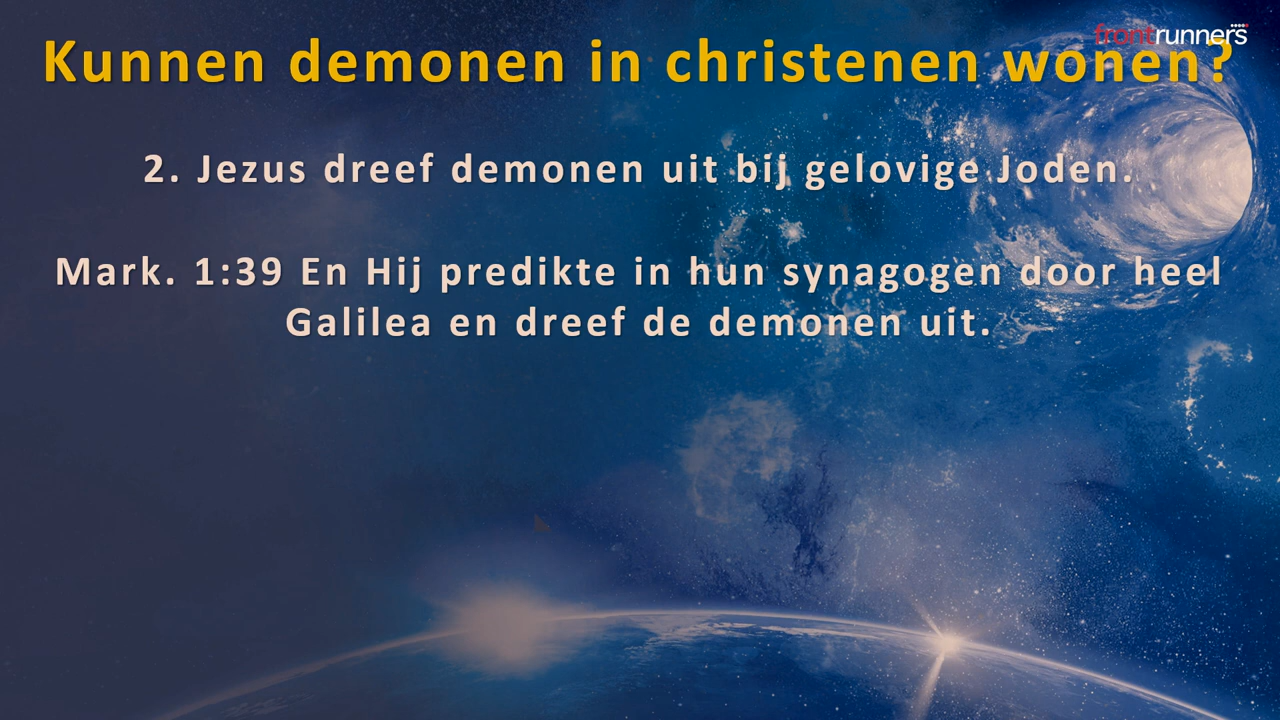 frontrunners
Kunnen demonen in christenen wonen?
2. Jezus dreef demonen uit bij gelovige Joden.
Mark. 1:39 En Hij predikte in hun synagogen door heel
Galilea en dreef de demonen uit.